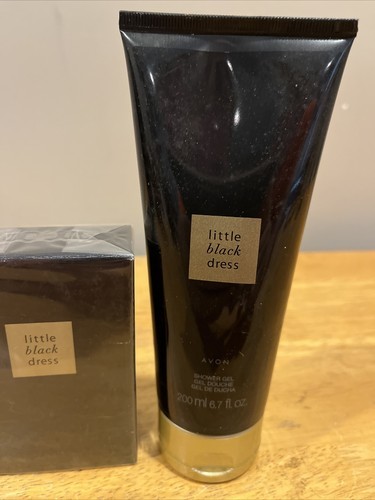 little
black
dress
AVON
SHOWER GEL
GEL DOUCHE
GEL DE DUCHA
200 ml 6.7 fl. oz.
little
black
dress